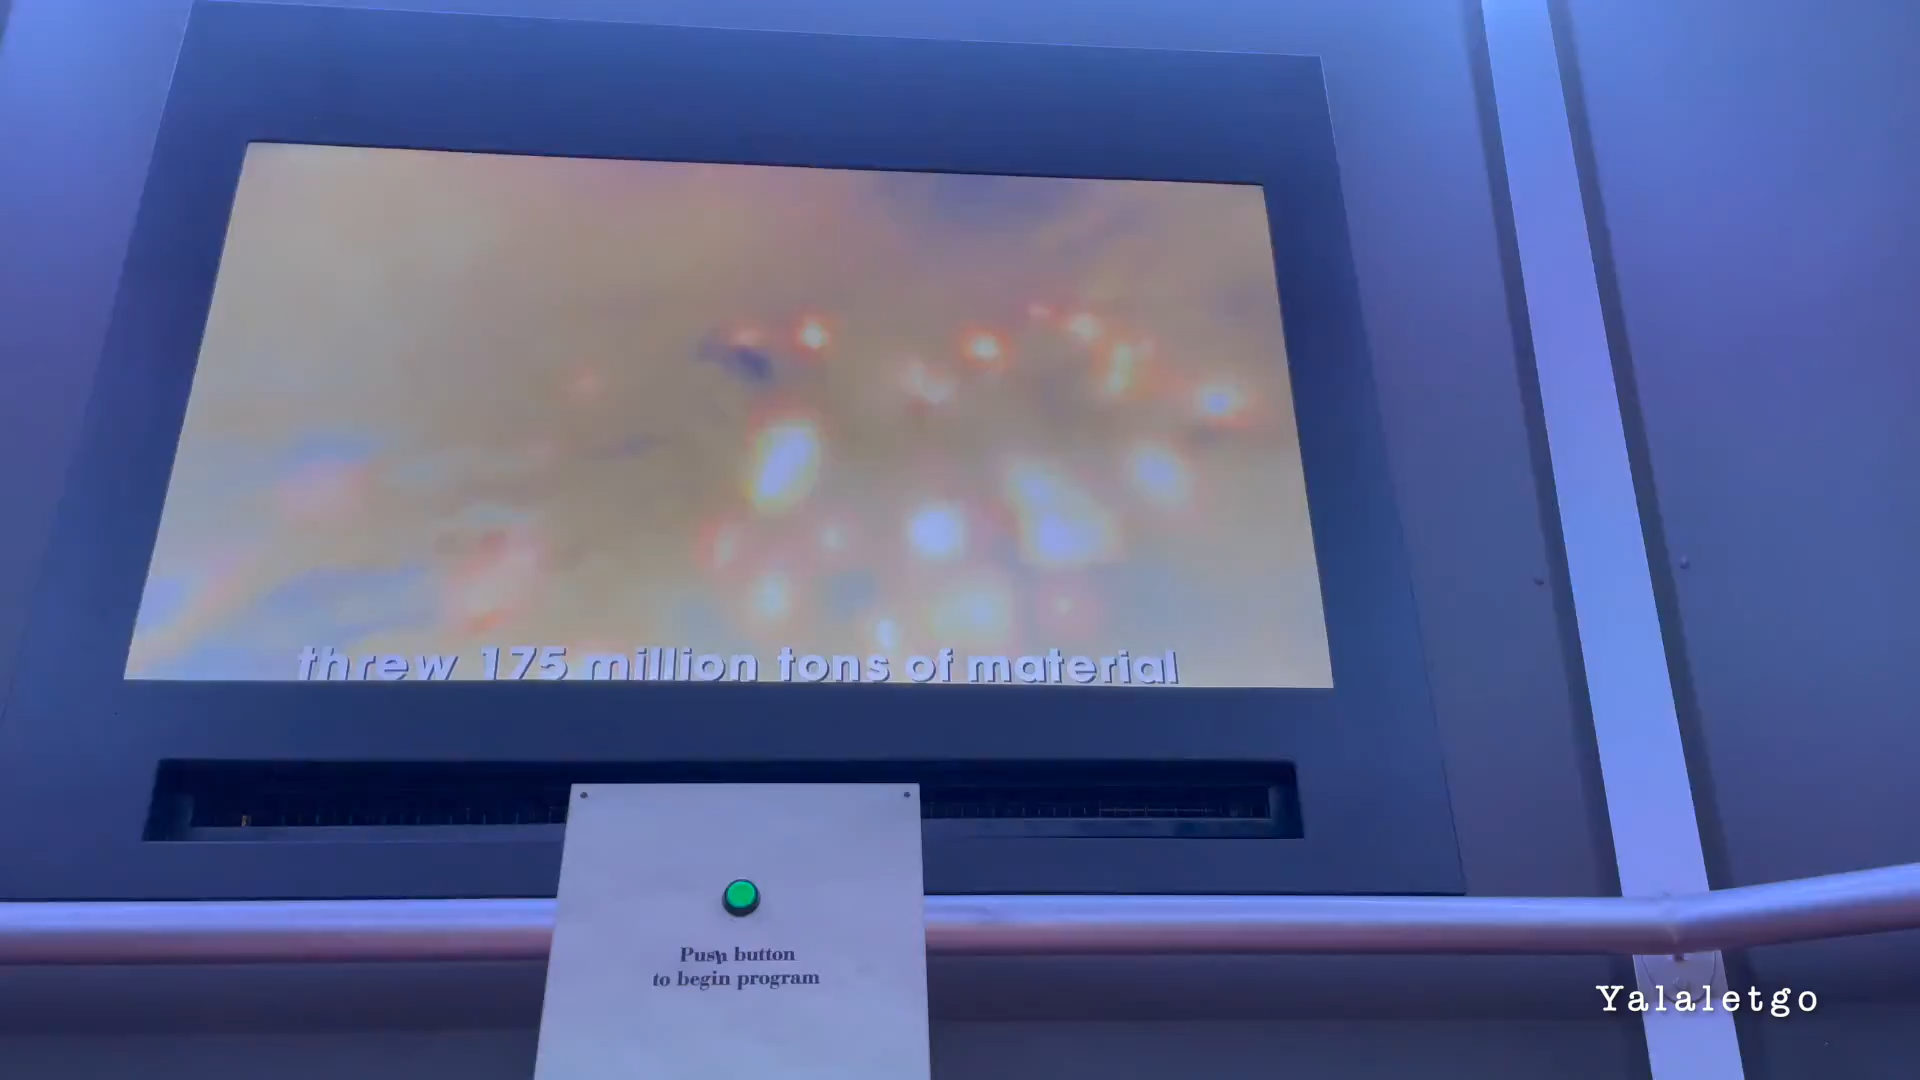 threw 175 million tons of material
Push button
to begin program
Yalaletgo